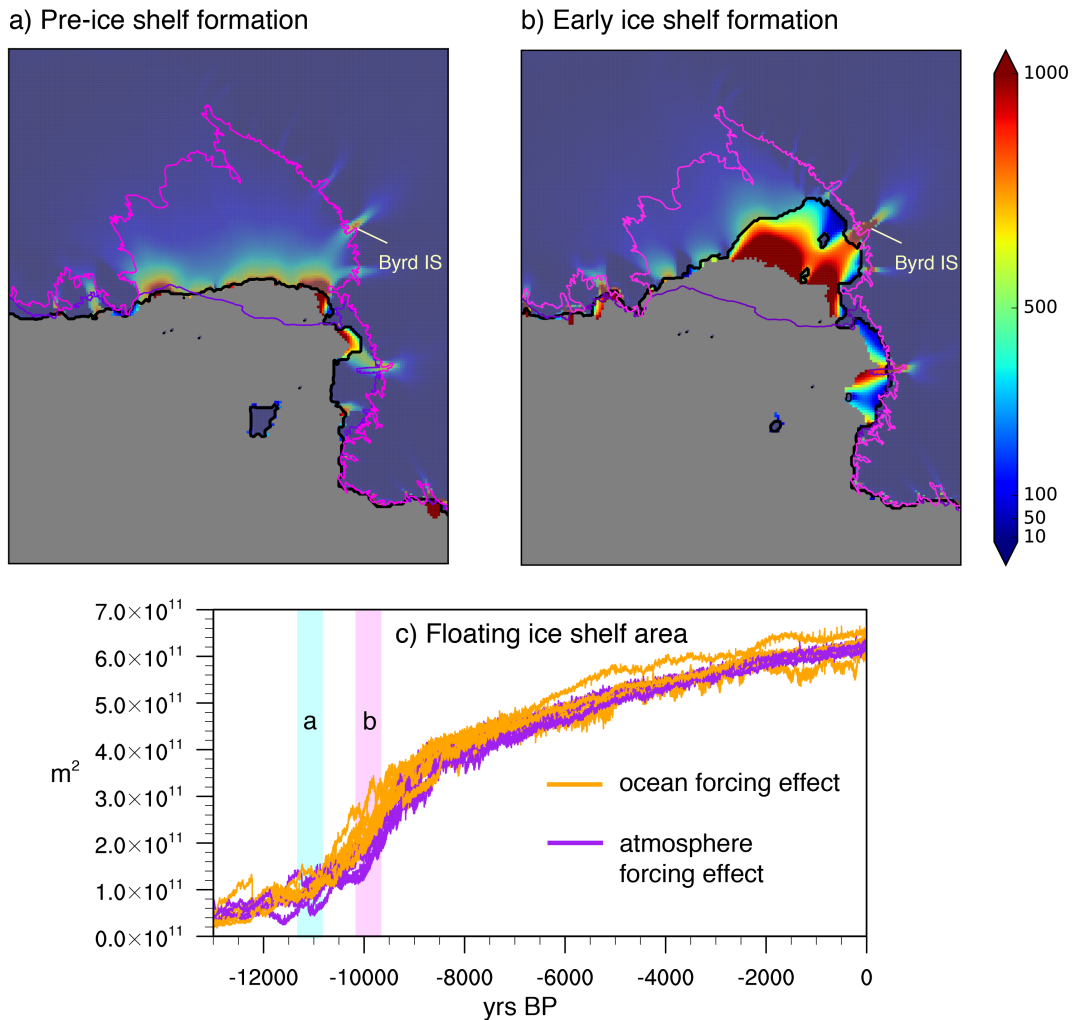 a) Pre-ice shelf formation
b) Early ice shelf formation
Byrd IS
Byrd IS
1000
500
100
50
10
c) Floating ice shelf area
7.0×10¹¹
6.0×10¹¹
5.0×10¹¹
4.0×10¹¹
3.0×10¹¹
2.0×10¹¹
1.0×10¹¹
0.0×10¹¹
m²
a
b
ocean forcing effect
atmosphere
forcing effect
-12000 -10000 -8000 -6000 -4000 -2000 0
yrs BP